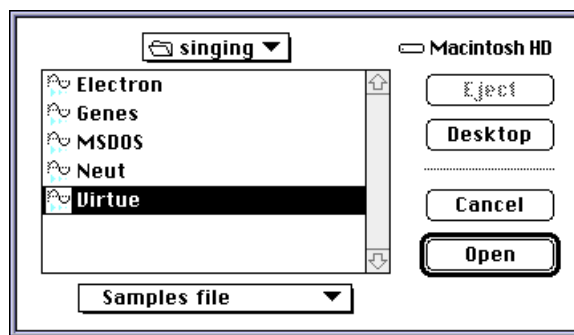 singing
Macintosh HD
Electron
Genes
MSDOS
Neut
Virtue
Eject
Desktop
Cancel
Open
Samples file